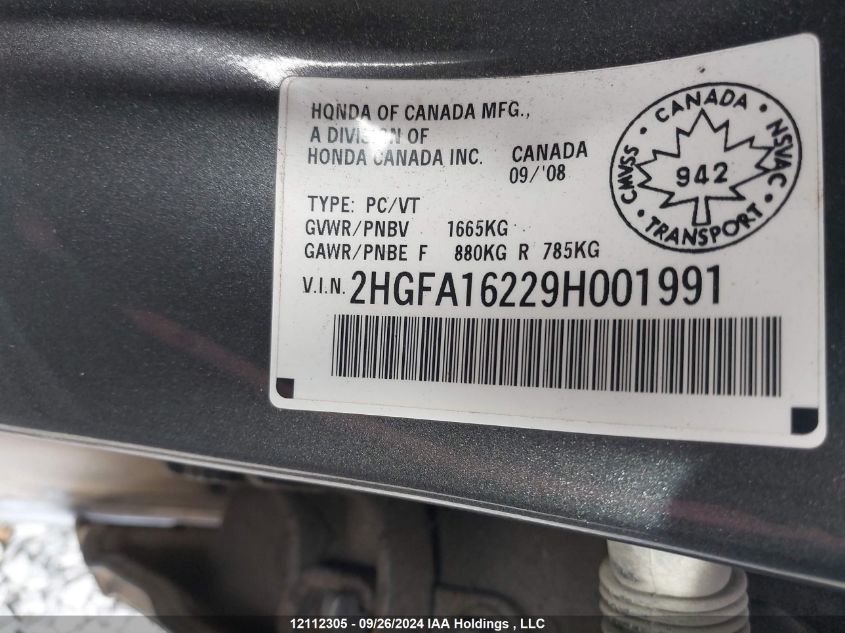 HONDA OF CANADA MFG.,
A DIVISION OF
HONDA CANADA INC. CANADA
09/'08
TYPE: PC/VT
GVWR/PNBV 1665KG
GAWR/PNBE F 880KG R 785KG
V.I.N. 2HGFA16229H001991
CANADA • NSVAC • TRANSPORT • CMVSS •
942
12112305 - 09/26/2024 IAA Holdings , LLC